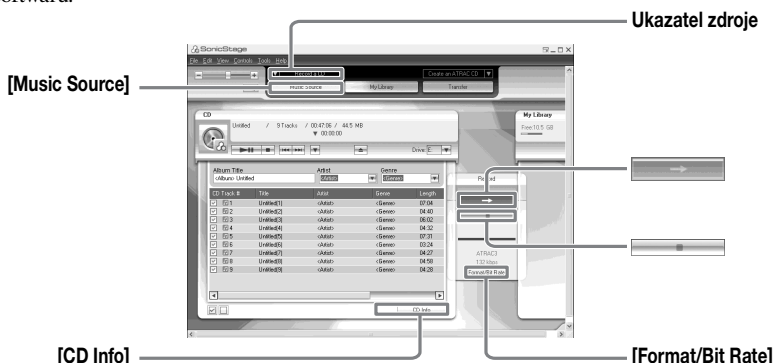 Ukazatel zdroje
SonicStage
File Edit View Controls Tools Help
Record a CD
Create an ATRAC CD
[Music Source]
Music Source
My Library
Transfer
CD
My Library
Untitled / 9 Tracks / 00:47:06 / 44.5 MB
00:00:00
Free:10.5 GB
Drive: E
Album Title Artist Genre
<Album> Untitled <Artist> <Genre>
Record
CD Track # Title Artist Genre Length
1 Untitled(1) <Artist> <Genre> 07:04
2 Untitled(2) <Artist> <Genre> 04:40
3 Untitled(3) <Artist> <Genre> 06:02
4 Untitled(4) <Artist> <Genre> 04:32
5 Untitled(5) <Artist> <Genre> 07:31
6 Untitled(6) <Artist> <Genre> 03:24
7 Untitled(7) <Artist> <Genre> 04:27
8 Untitled(8) <Artist> <Genre> 04:58
9 Untitled(9) <Artist> <Genre> 04:28
ATRAC3
132 kbps
Format/Bit Rate
CD Info
[CD Info]
[Format/Bit Rate]